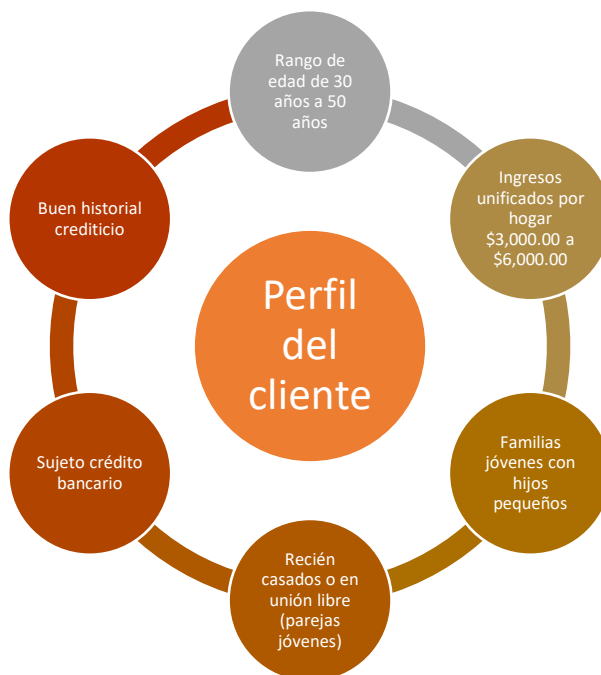 Rango de
edad de 30
años a 50
años
Ingresos
unificados por
hogar
$3,000.00 a
$6,000.00
Familias
jóvenes con
hijos
pequeños
Recién
casados o en
unión libre
(parejas
jóvenes)
Sujeto crédito
bancario
Buen historial
crediticio
Perfil
del
cliente